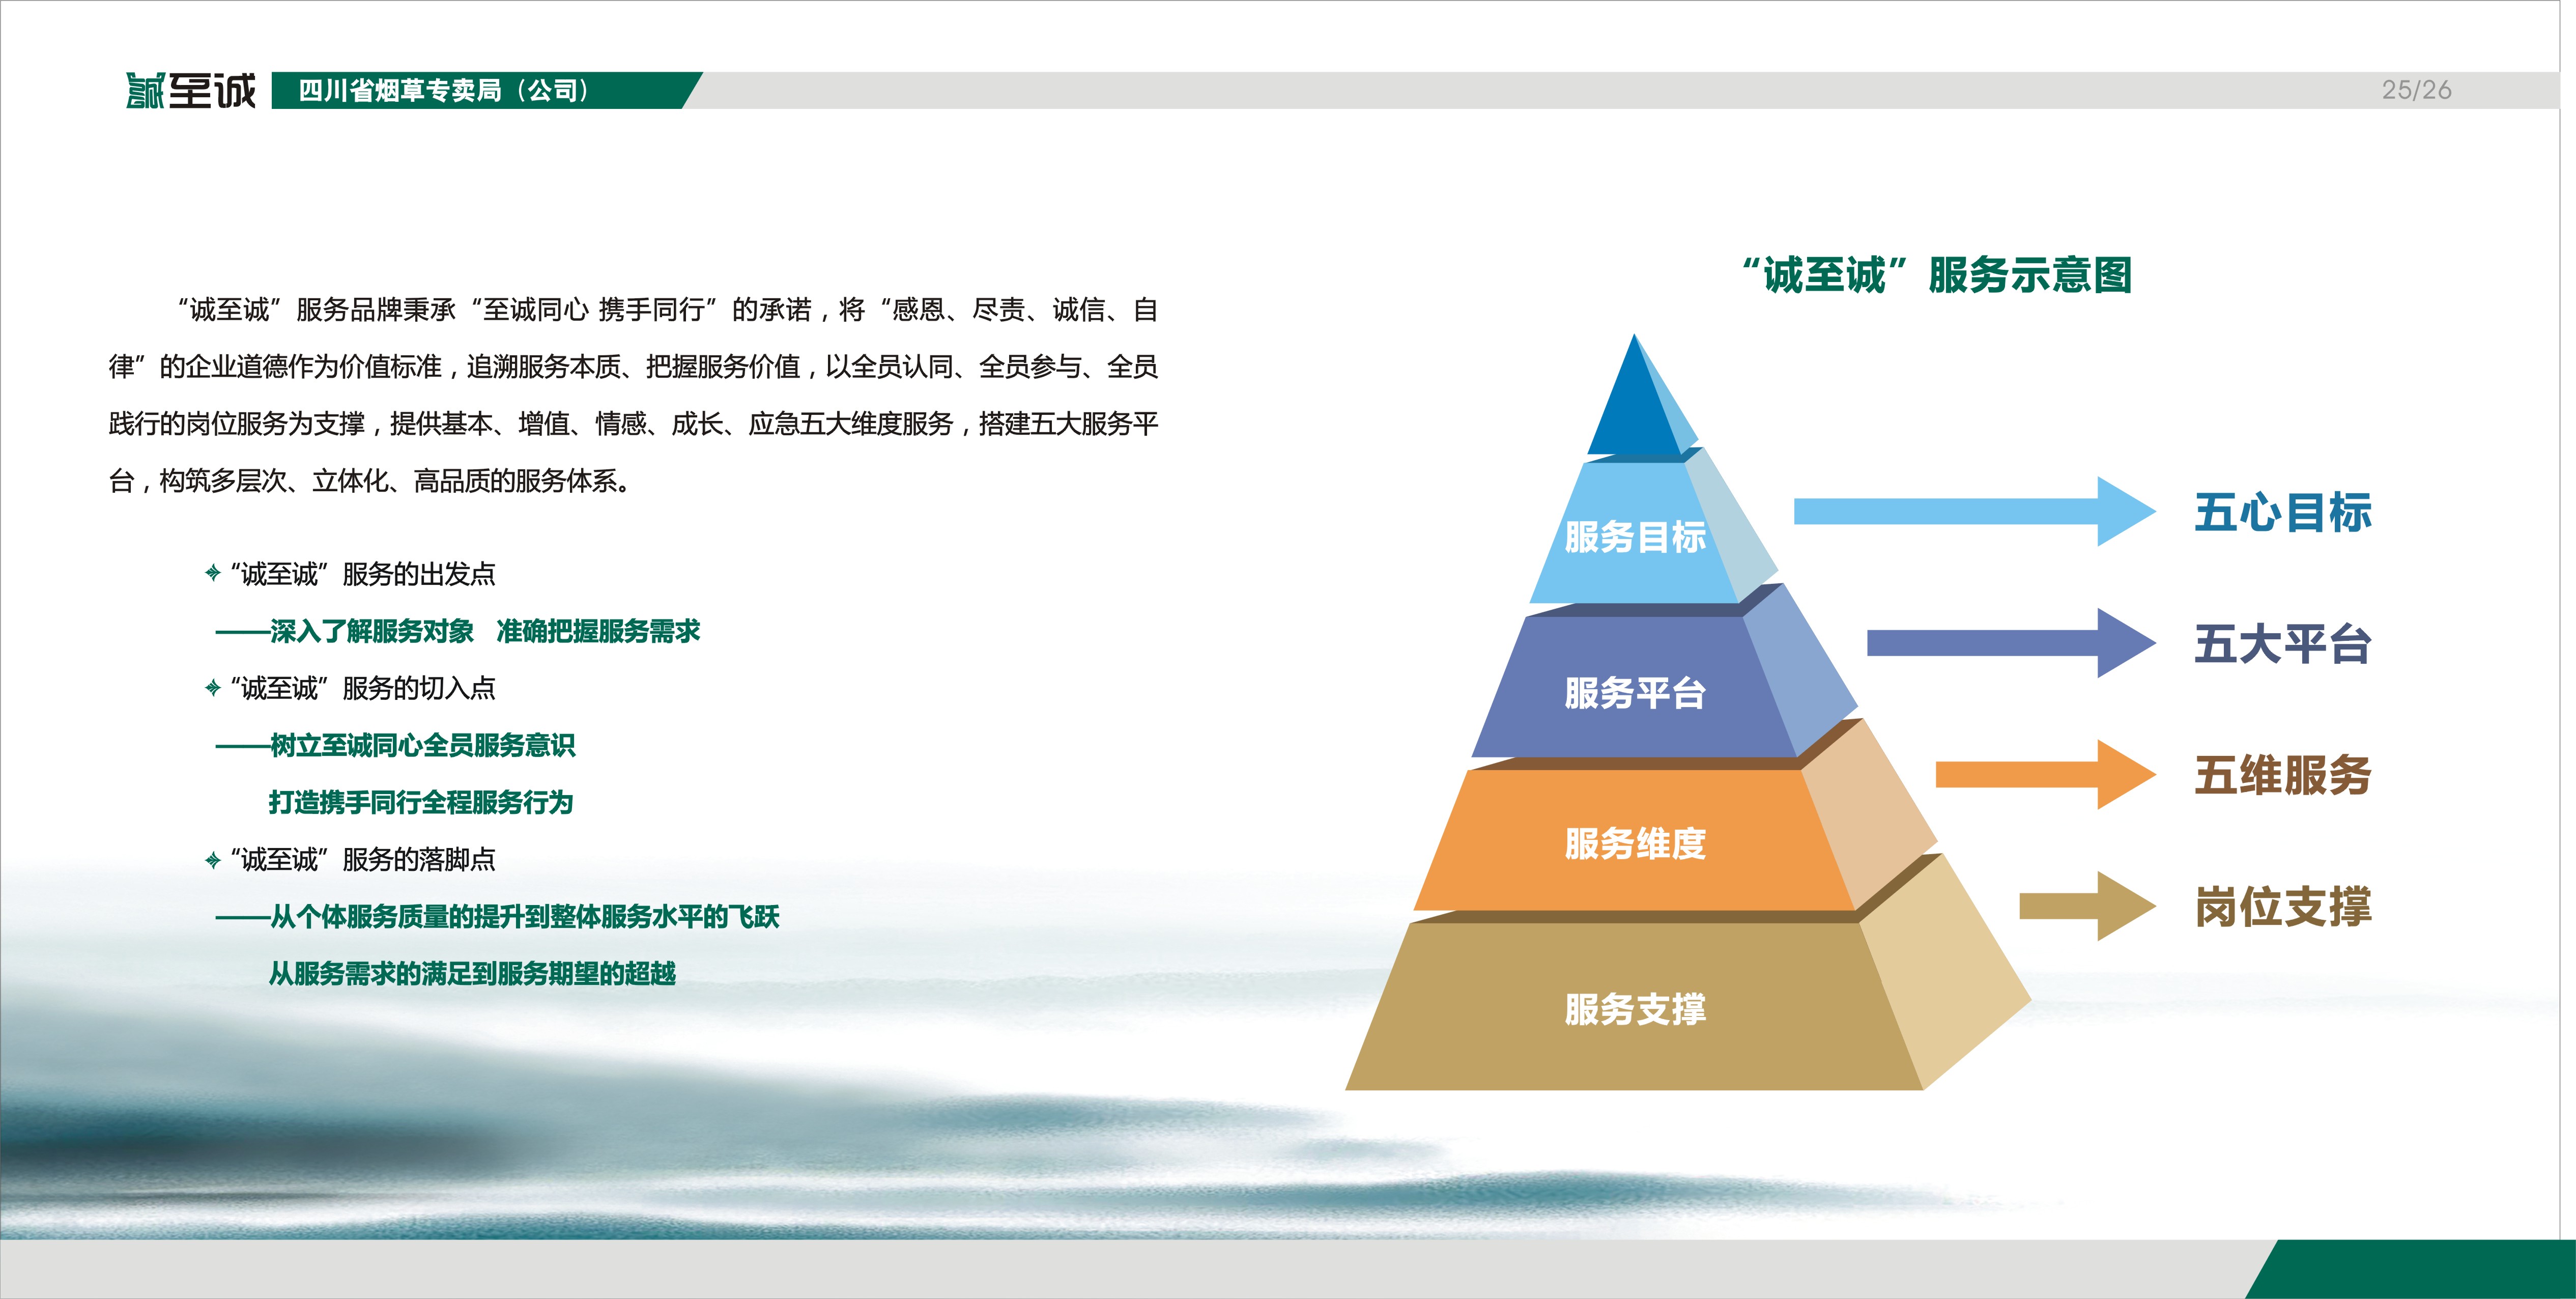 誠至诚
四川省烟草专卖局（公司）
25/26
“诚至诚”服务品牌秉承“至诚同心 携手同行”的承诺，将“感恩、尽责、诚信、自
律”的企业道德作为价值标准，追溯服务本质、把握服务价值，以全员认同、全员参与、全员
践行的岗位服务为支撑，提供基本、增值、情感、成长、应急五大维度服务，搭建五大服务平
台，构筑多层次、立体化、高品质的服务体系。
“诚至诚”服务的出发点
——深入了解服务对象 准确把握服务需求
“诚至诚”服务的切入点
——树立至诚同心全员服务意识
打造携手同行全程服务行为
“诚至诚”服务的落脚点
——从个体服务质量的提升到整体服务水平的飞跃
从服务需求的满足到服务期望的超越
“诚至诚”服务示意图
服务目标
五心目标
服务平台
五大平台
服务维度
五维服务
服务支撑
岗位支撑